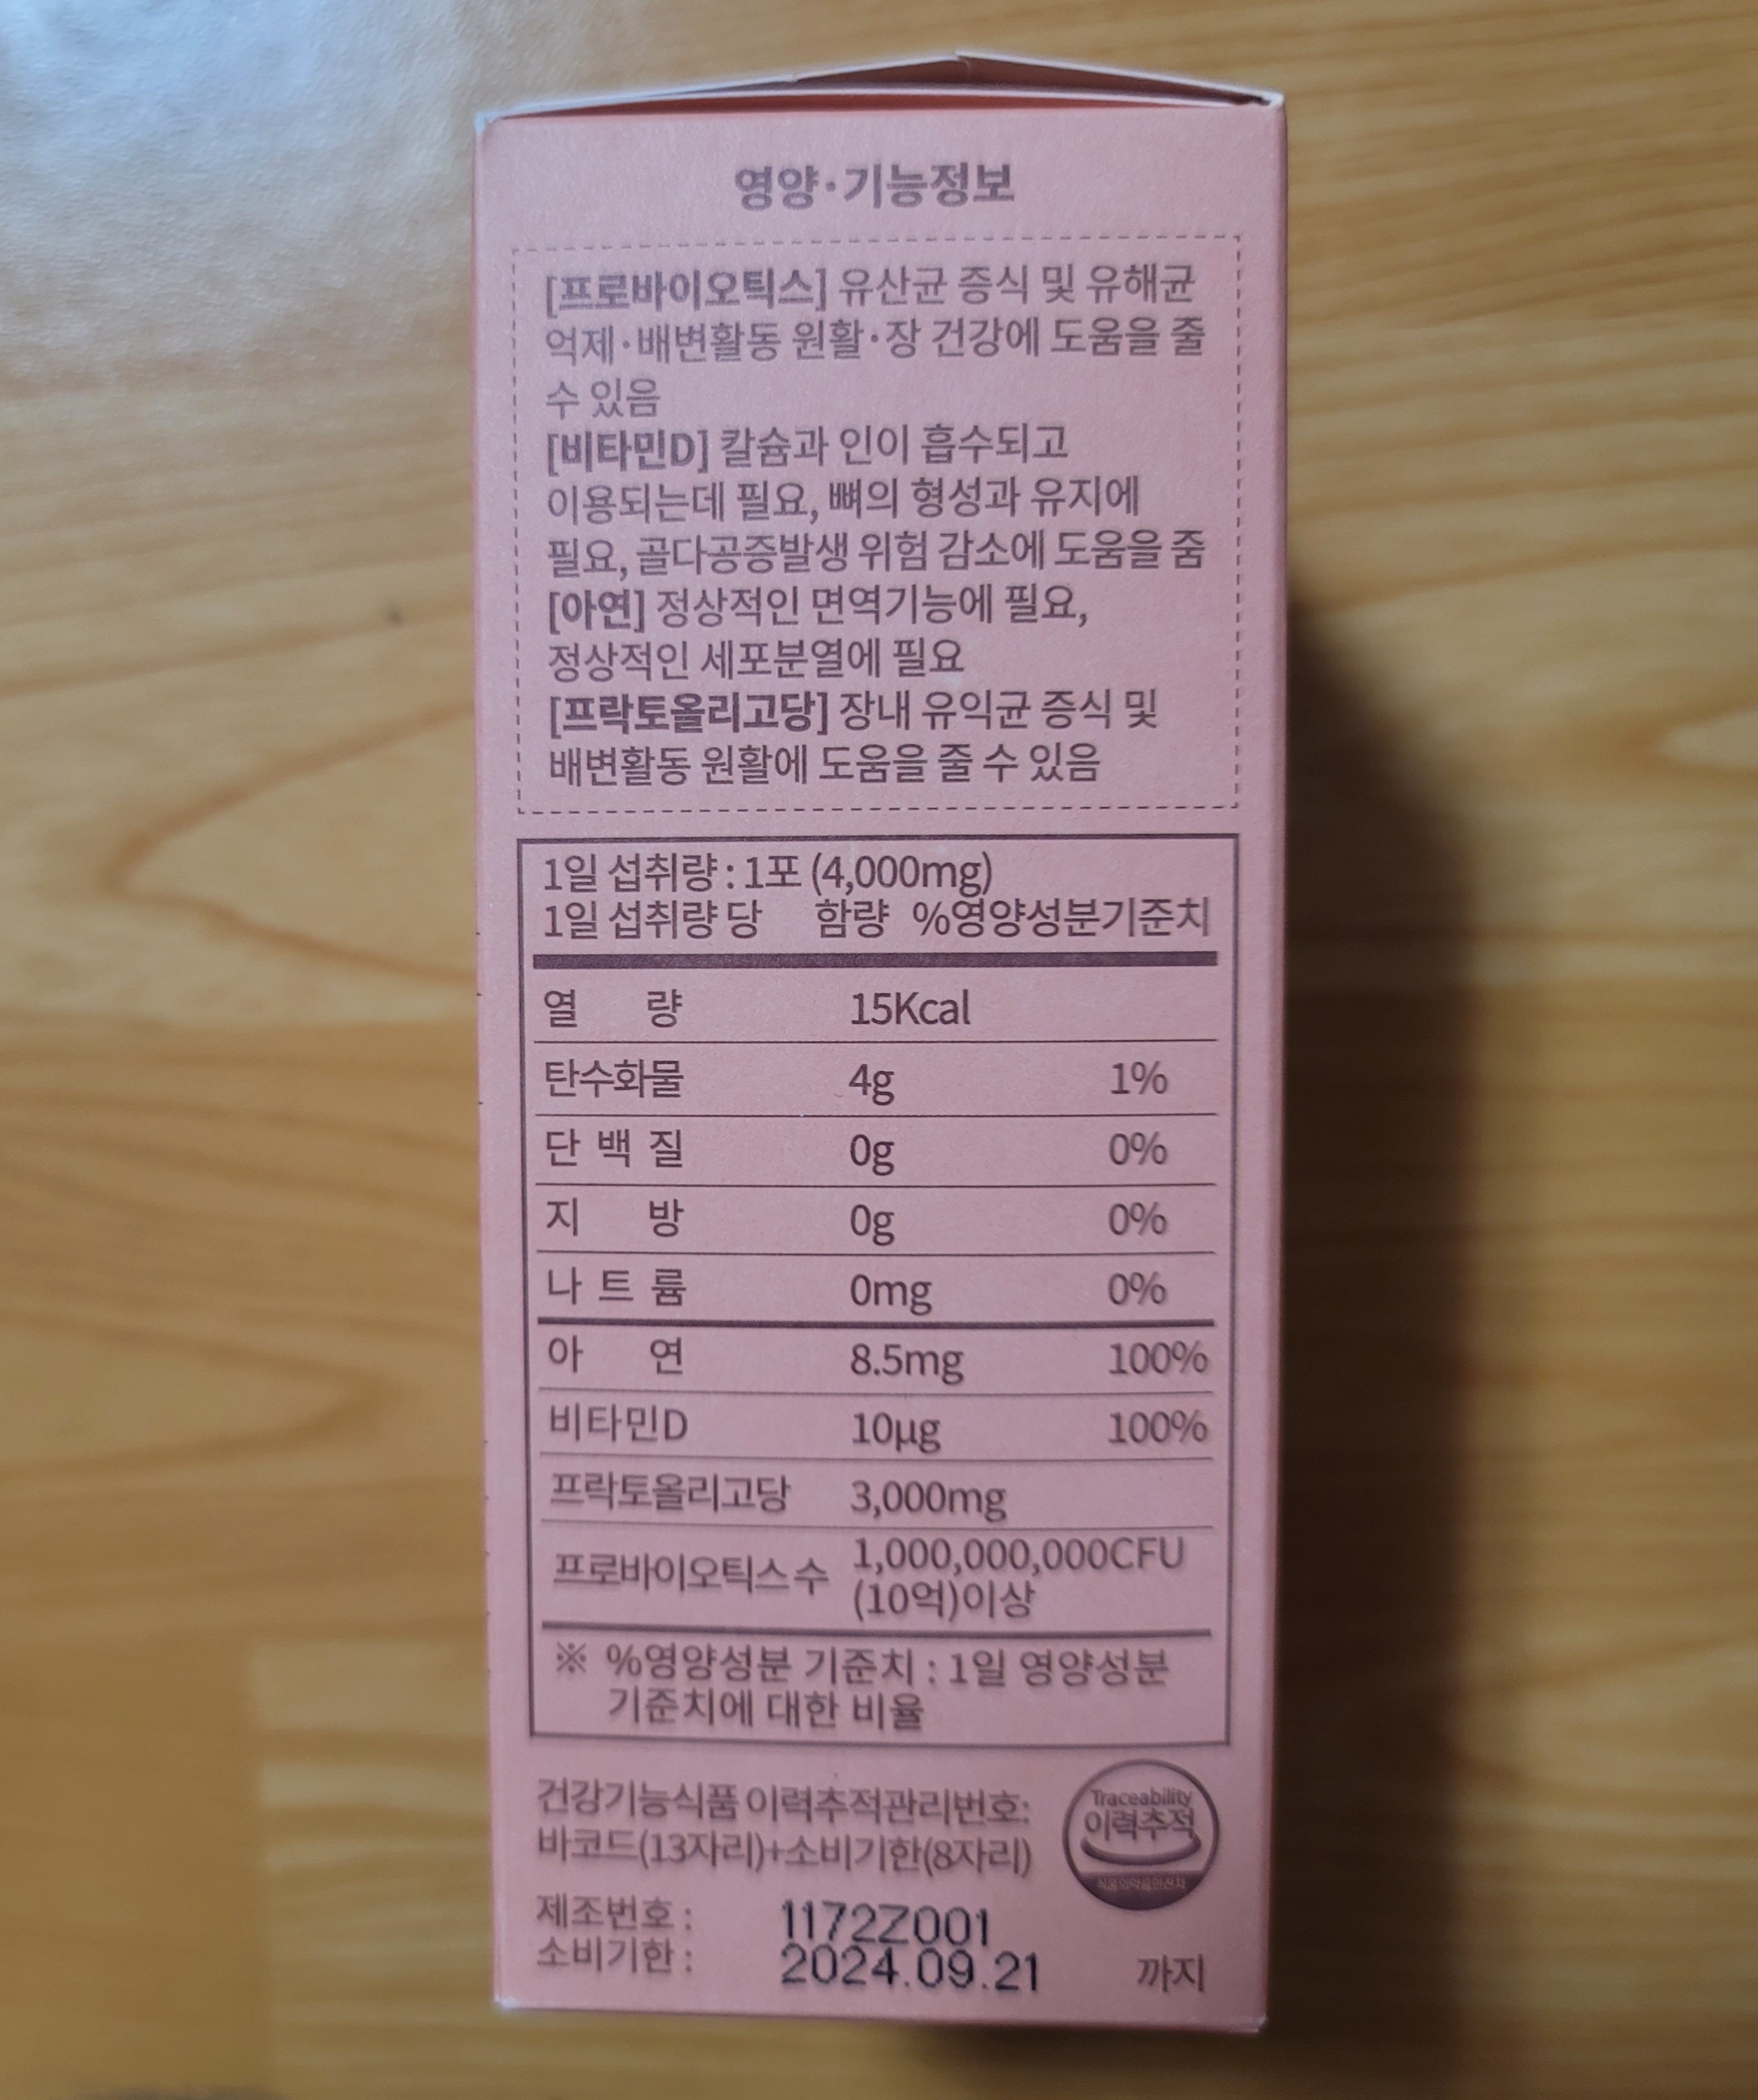 영양·기능정보
[프로바이오틱스] 유산균 증식 및 유해균
억제·배변활동 원활·장 건강에 도움을 줄
수 있음
[비타민D] 칼슘과 인이 흡수되고
이용되는데 필요, 뼈의 형성과 유지에
필요, 골다공증발생 위험 감소에 도움을 줌
[아연] 정상적인 면역기능에 필요,
정상적인 세포분열에 필요
[프락토올리고당] 장내 유익균 증식 및
배변활동 원활에 도움을 줄 수 있음
1일 섭취량 : 1포 (4,000mg)
1일 섭취량 당 함량 %영양성분기준치
열 량 15Kcal
탄수화물 4g 1%
단 백 질 0g 0%
지 방 0g 0%
나 트 륨 0mg 0%
아 연 8.5mg 100%
비타민D 10µg 100%
프락토올리고당 3,000mg
프로바이오틱스 수 1,000,000,000CFU
(10억)이상
※ %영양성분 기준치 : 1일 영양성분
기준치에 대한 비율
건강기능식품 이력추적관리번호:
바코드(13자리)+소비기한(8자리)
Traceability
이력추적
식품의약품안전처
제조번호 : 1172Z001
소비기한 : 2024.09.21 까지